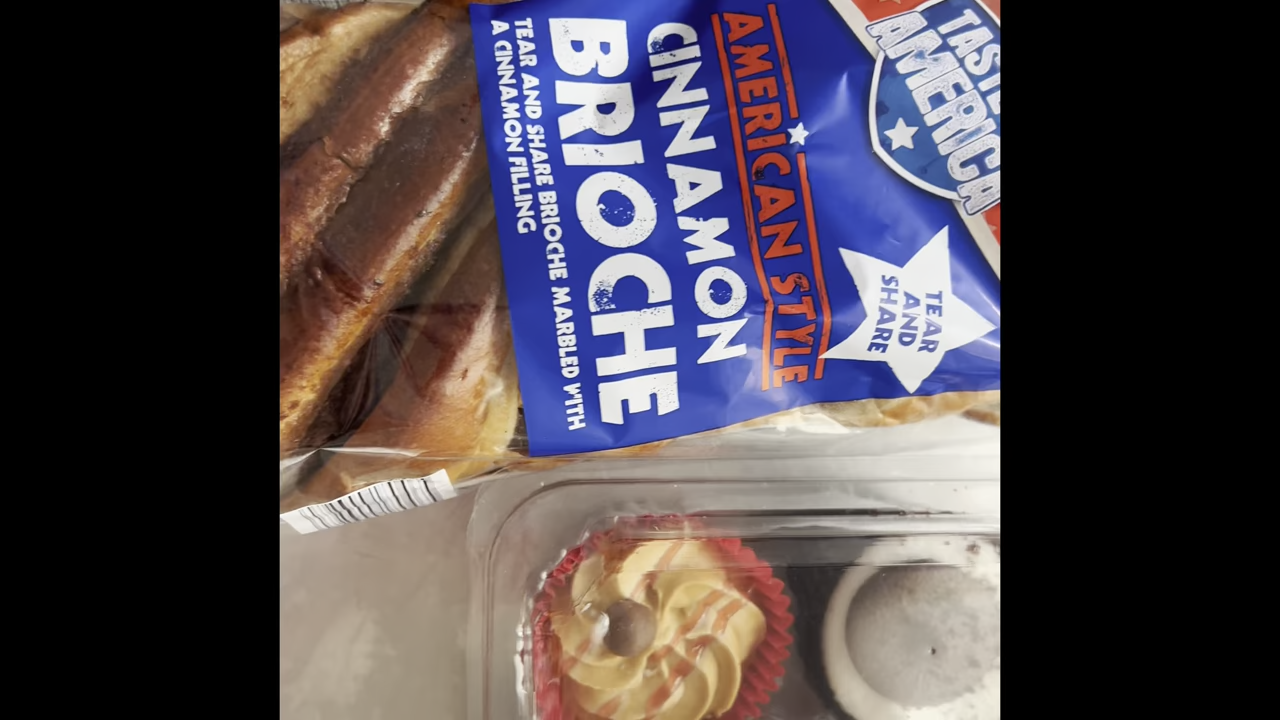 TASTE
AMERICA
AMERICAN STYLE
CINNAMON
BRIOCHE
TEAR AND SHARE BRIOCHE MARBLED WITH
A CINNAMON FILLING
TEAR
AND
SHARE